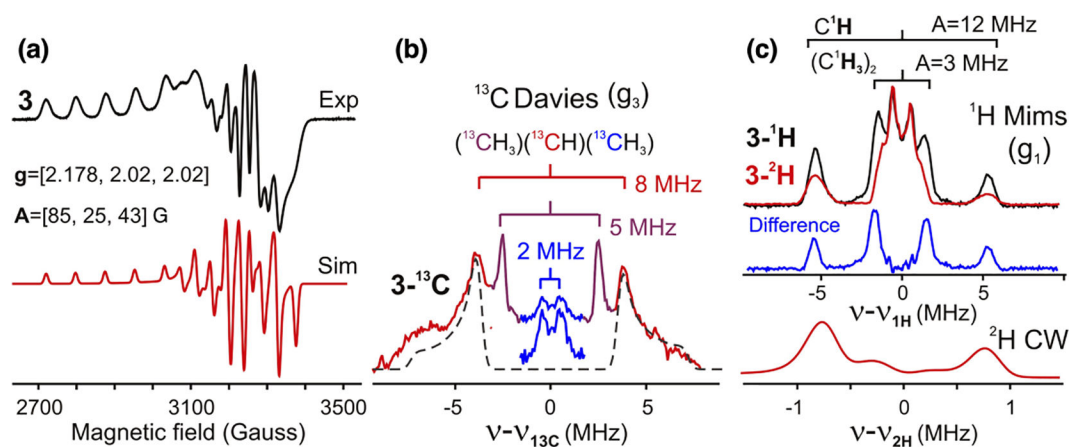 (a)
3
Exp
g=[2.178, 2.02, 2.02]
A=[85, 25, 43] G
Sim
2700 3100 3500
Magnetic field (Gauss)
(b)
¹³C Davies (g₃)
(¹³CH₃)(¹³CH)(¹³CH₃)
8 MHz
5 MHz
2 MHz
3-¹³C
-5 0 5
ν-ν₁₃C (MHz)
(c)
C¹H A=12 MHz
(C¹H₃)₂ A=3 MHz
¹H Mims
(g₁)
3-¹H
3-²H
Difference
-5 0 5
ν-ν₁H (MHz)
²H CW
-1 0 1
ν-ν₂H (MHz)